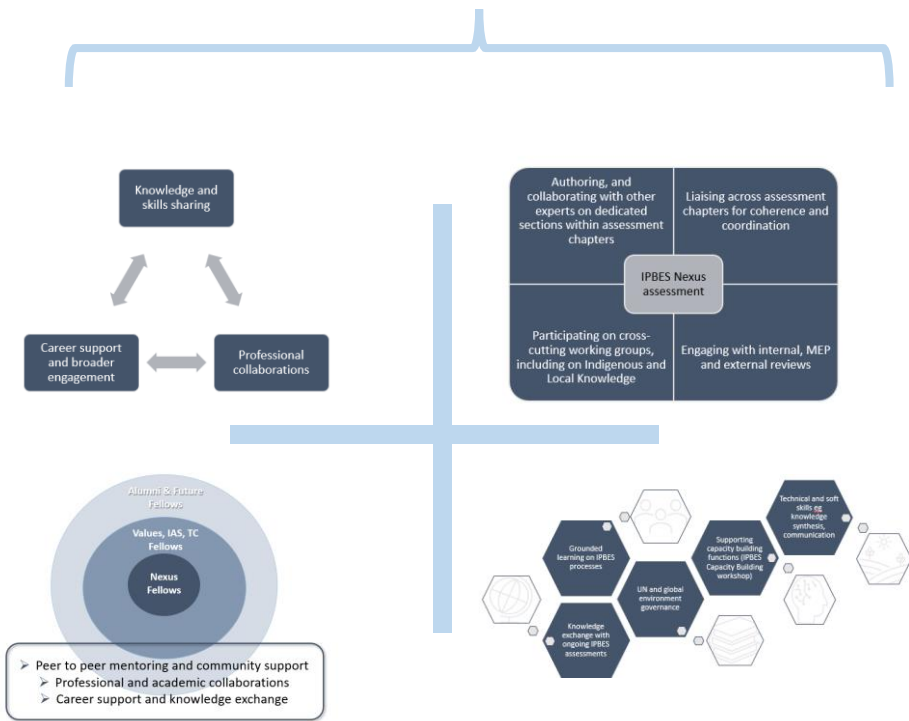 Knowledge and
skills sharing
Career support
and broader
engagement
Professional
collaborations
Authoring, and
collaborating with other
experts on dedicated
sections within assessment
chapters
Liaising across assessment
chapters for coherence and
coordination
IPBES Nexus
assessment
Participating on cross-
cutting working groups,
including on Indigenous and
Local Knowledge
Engaging with internal, MEP
and external reviews
Alumni & Future
Fellows
Values, IAS, TC
Fellows
Nexus
Fellows
➢ Peer to peer mentoring and community support
➢ Professional and academic collaborations
➢ Career support and knowledge exchange
Technical and soft
skills eg
knowledge
synthesis,
communication
Supporting
capacity building
functions (IPBES
Capacity Building
workshop)
Grounded
learning on IPBES
processes
UN and global
environment
governance
Knowledge
exchange with
ongoing IPBES
assessments